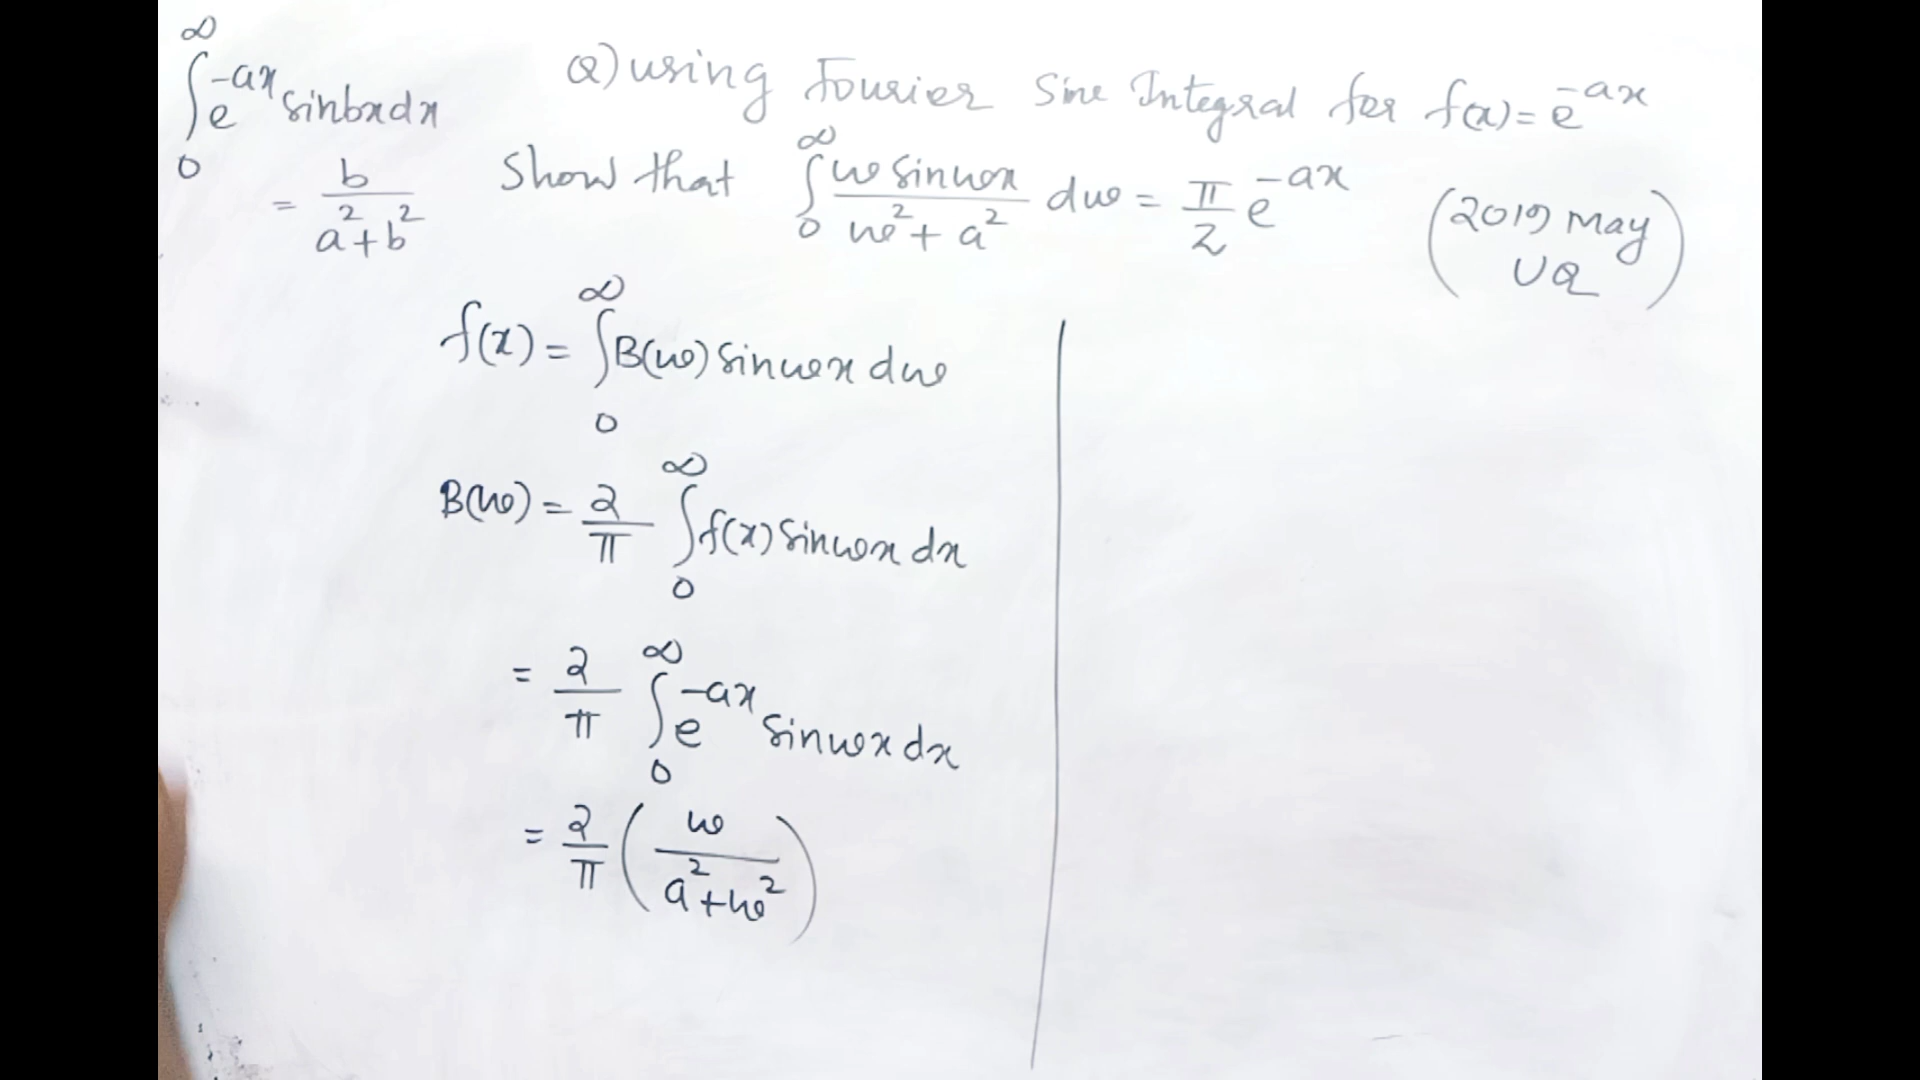 ∫₀^∞ e^{-ax} sinbx dx
= b/(a²+b²)
Q) using Fourier Sine Integral for f(x) = e^{-ax}
Show that ∫₀^∞ (w sinwx)/(w²+a²) dw = π/2 e^{-ax}
(2019 May UQ)
f(x) = ∫₀^∞ B(w) sinwx dw
B(w) = 2/π ∫₀^∞ f(x) sinwx dx
= 2/π ∫₀^∞ e^{-ax} sinwx dx
= 2/π (w/(a²+w²))